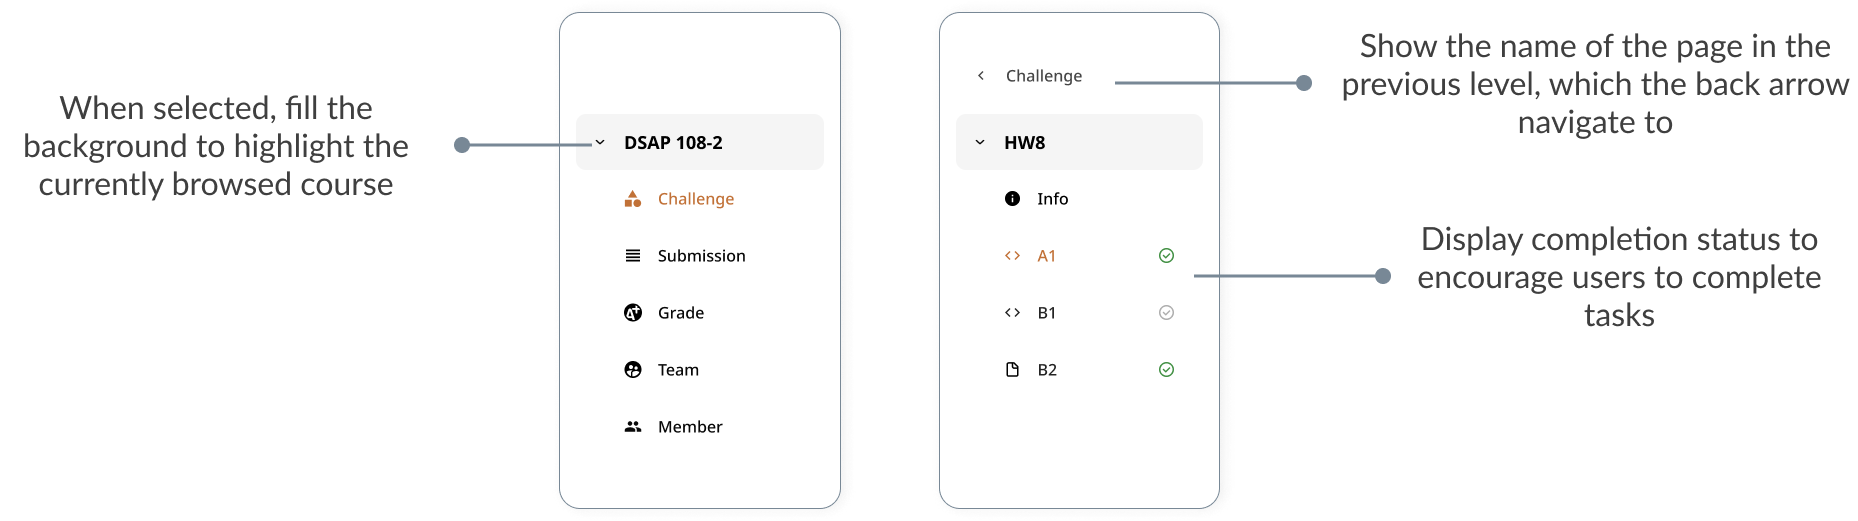 When selected, fill the
background to highlight the
currently browsed course
DSAP 108-2
Challenge
Submission
Grade
Team
Member
Challenge
HW8
Info
A1
B1
B2
Show the name of the page in the
previous level, which the back arrow
navigate to
Display completion status to
encourage users to complete
tasks